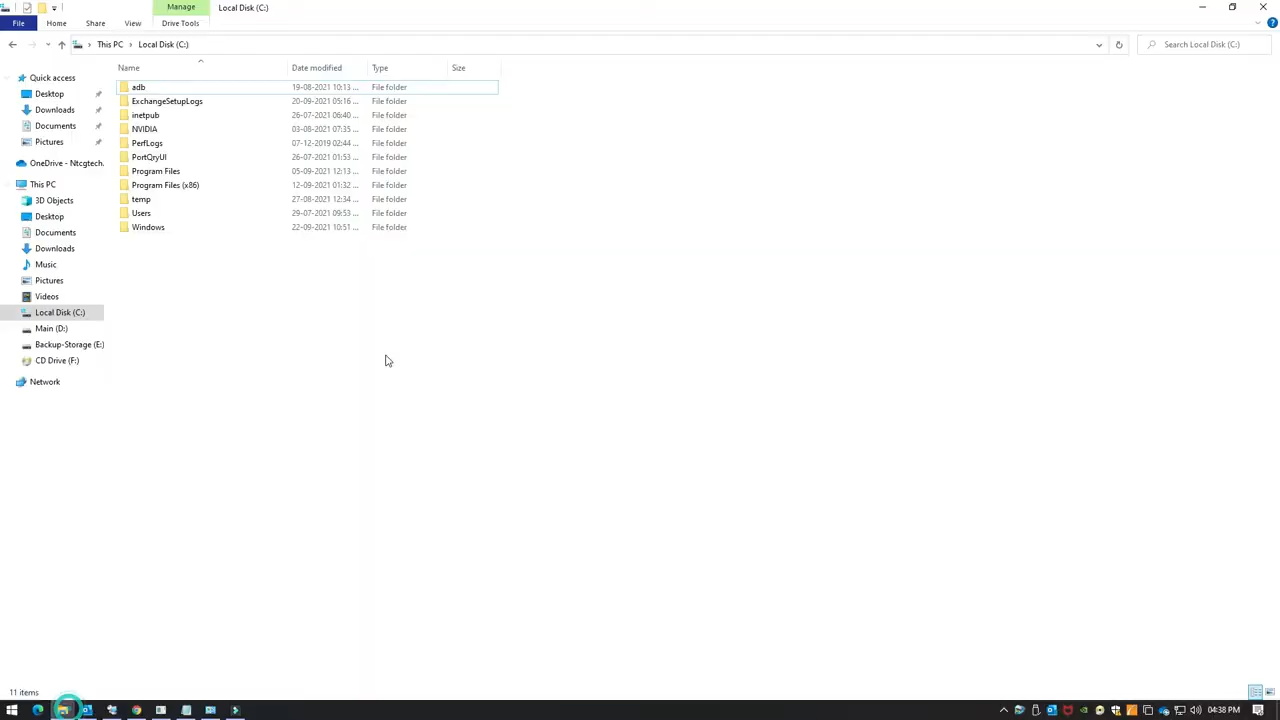 Manage
Local Disk (C:)
File
Home
Share
View
Drive Tools
This PC
Local Disk (C:)
Search Local Disk (C:)
Name
Date modified
Type
Size
Quick access
Desktop
Downloads
Documents
Pictures
OneDrive - Ntcgtech.
This PC
3D Objects
Desktop
Documents
Downloads
Music
Pictures
Videos
Local Disk (C:)
Main (D:)
Backup-Storage (E:)
CD Drive (F:)
Network
adb 19-08-2021 10:13 ... File folder
ExchangeSetupLogs 20-09-2021 05:16 ... File folder
inetpub 26-07-2021 06:40 ... File folder
NVIDIA 03-08-2021 07:35 ... File folder
PerfLogs 07-12-2019 02:44 ... File folder
PortQryUI 26-07-2021 01:53 ... File folder
Program Files 05-09-2021 12:13 ... File folder
Program Files (x86) 12-09-2021 01:32 ... File folder
temp 27-08-2021 12:34 ... File folder
Users 29-07-2021 09:53 ... File folder
Windows 22-09-2021 10:51 ... File folder
11 items
04:38 PM